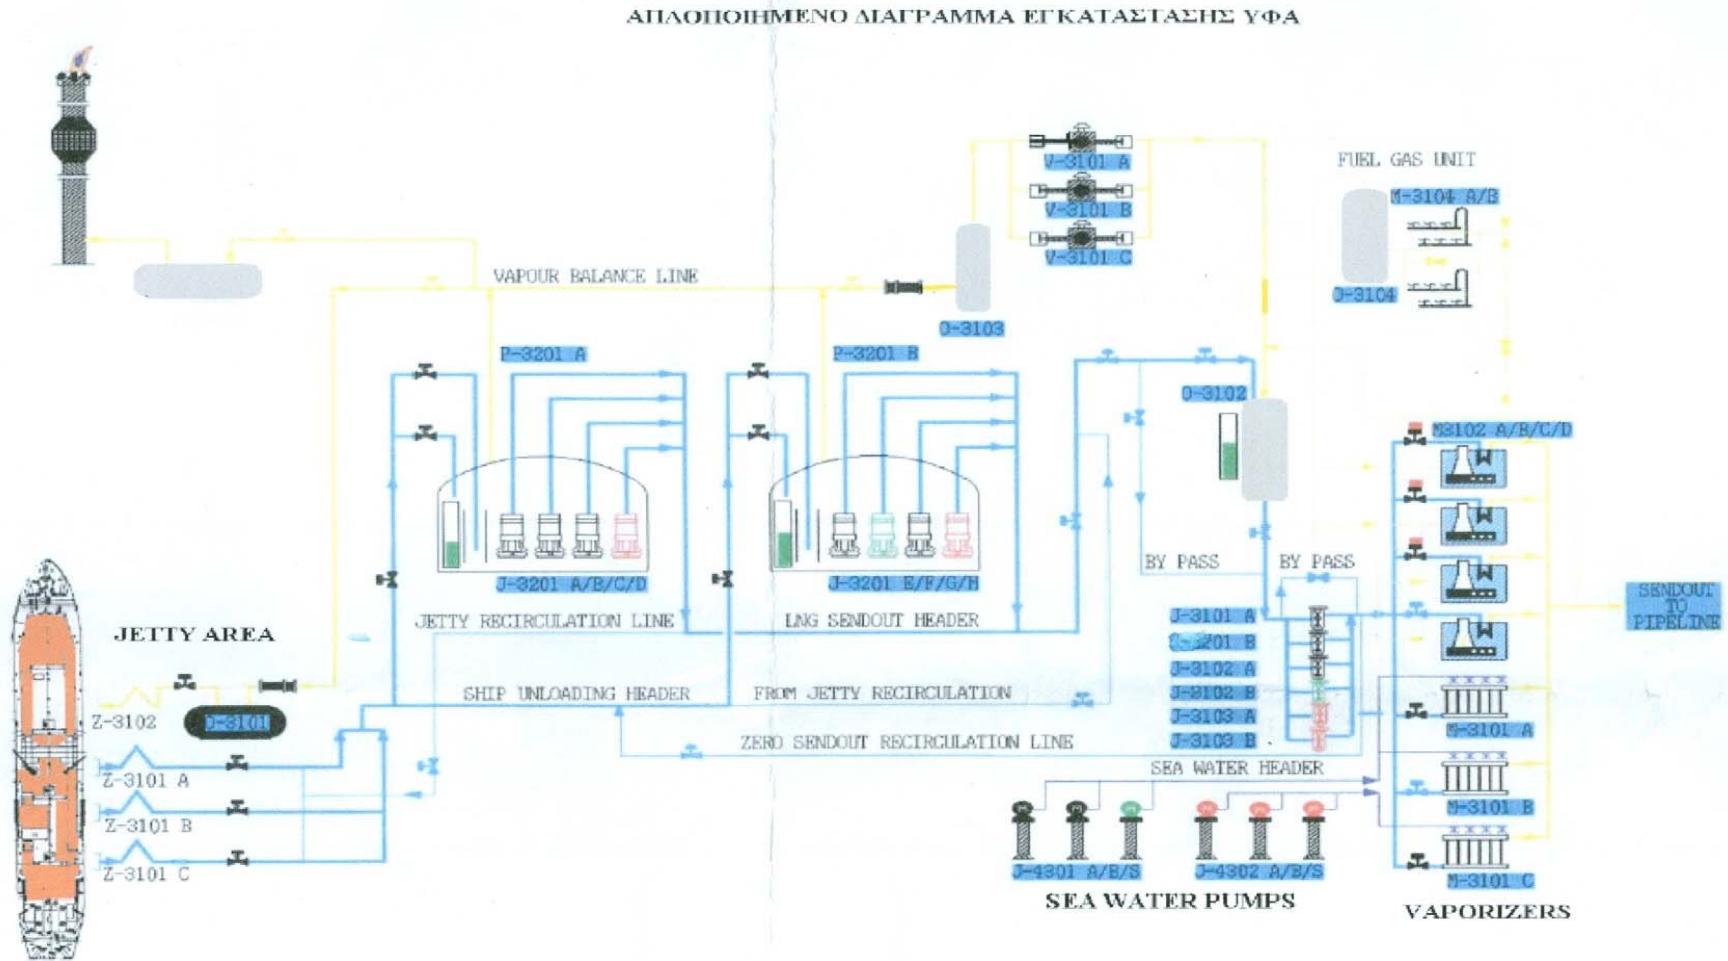 ΑΠΛΟΠΟΙΗΜΕΝΟ ΔΙΑΓΡΑΜΜΑ ΕΓΚΑΤΑΣΤΑΣΗΣ ΥΦΑ
V-3101 A
V-3101 B
V-3101 C
FUEL GAS UNIT
M-3104 A/B
D-3104
VAPOUR BALANCE LINE
D-3103
P-3201 A
P-3201 B
D-3102
M3102 A/B/C/D
J-3201 A/B/C/D
J-3201 E/F/G/H
BY PASS
BY PASS
JETTY RECIRCULATION LINE
LNG SENDOUT HEADER
SENDOUT
TO
PIPELINE
JETTY AREA
J-3101 A
B
J-3102 A
J-3102 B
J-3103 A
J-3103 B
SHIP UNLOADING HEADER
FROM JETTY RECIRCULATION
Z-3102
D-3101
ZERO SENDOUT RECIRCULATION LINE
SEA WATER HEADER
Z-3101 A
Z-3101 B
Z-3101 C
M-3101 A
M-3101 B
M-3101 C
J-4301 A/B/S
J-4302 A/B/S
SEA WATER PUMPS
VAPORIZERS